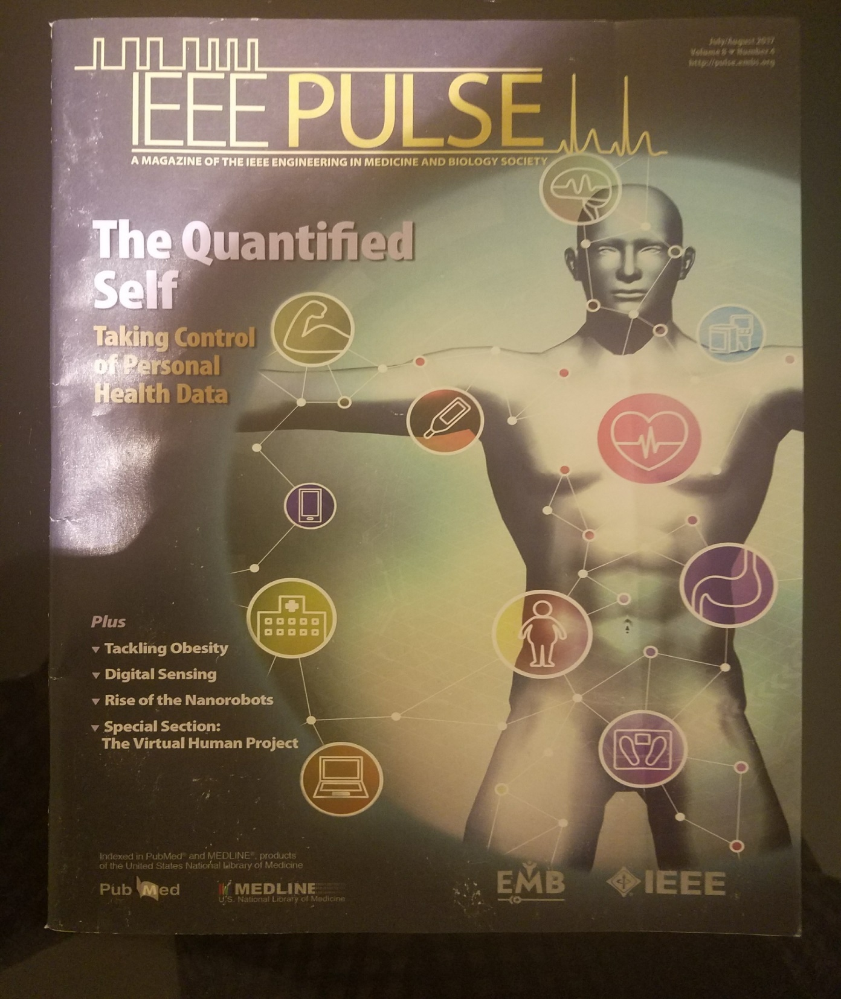 July/August 2017
Volume 8 ▼ Number 4
http://pulse.embs.org
IEEE PULSE
A MAGAZINE OF THE IEEE ENGINEERING IN MEDICINE AND BIOLOGY SOCIETY
The Quantified
Self
Taking Control
of Personal
Health Data
Plus
▼ Tackling Obesity
▼ Digital Sensing
▼ Rise of the Nanorobots
▼ Special Section:
The Virtual Human Project
Indexed in PubMed® and MEDLINE®, products
of the United States National Library of Medicine
PubMed
MEDLINE
U.S. National Library of Medicine
EMB
IEEE